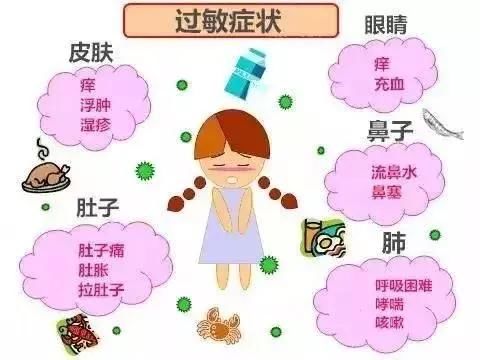 过敏症状
皮肤
痒
浮肿
湿疹
眼睛
痒
充血
鼻子
流鼻水
鼻塞
肚子
肚子痛
肚胀
拉肚子
肺
呼吸困难
哮喘
咳嗽